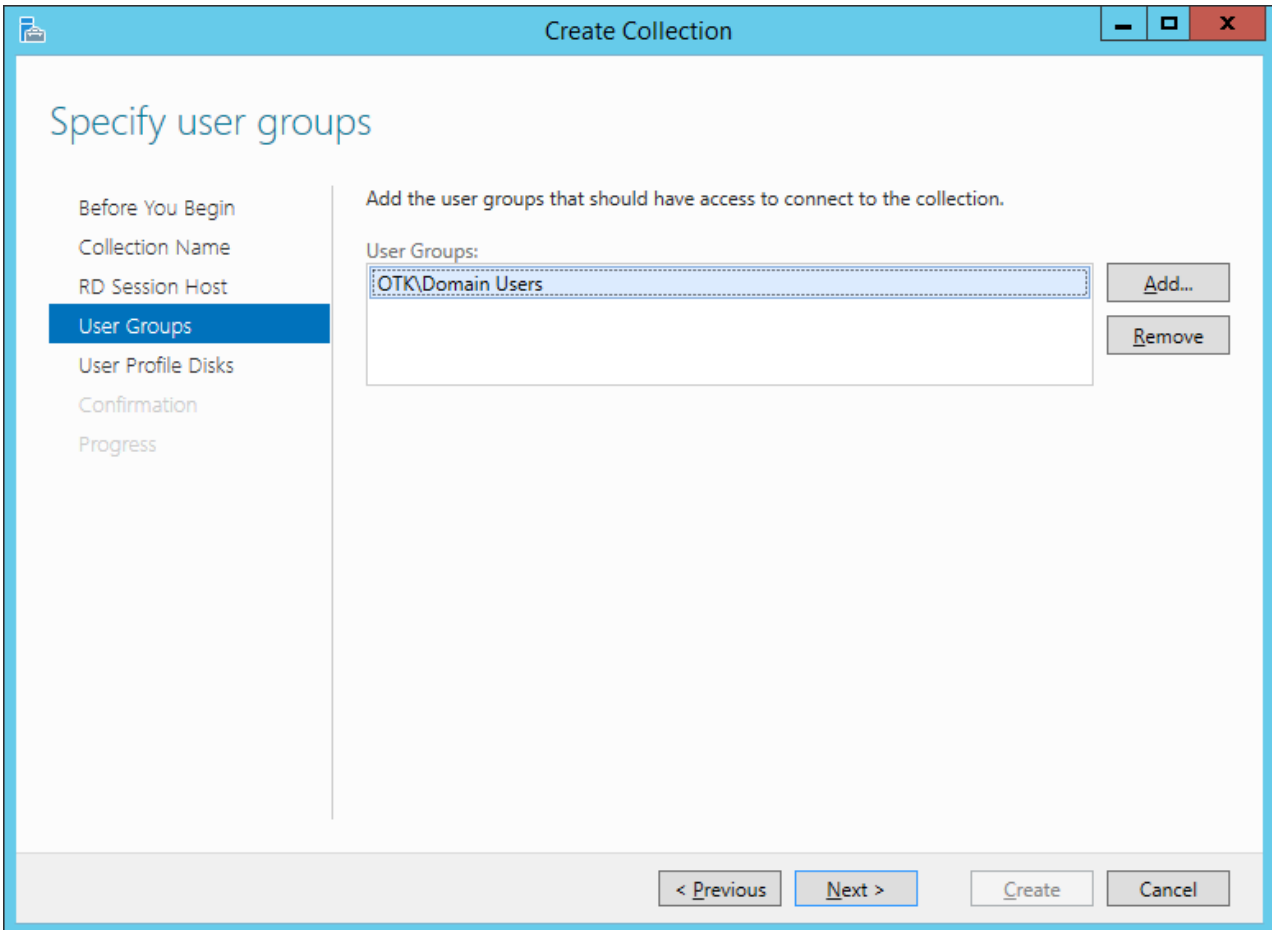 Create Collection
Specify user groups
Before You Begin
Collection Name
RD Session Host
User Groups
User Profile Disks
Confirmation
Progress
Add the user groups that should have access to connect to the collection.
User Groups:
OTK\Domain Users
Add...
Remove
< Previous
Next >
Create
Cancel